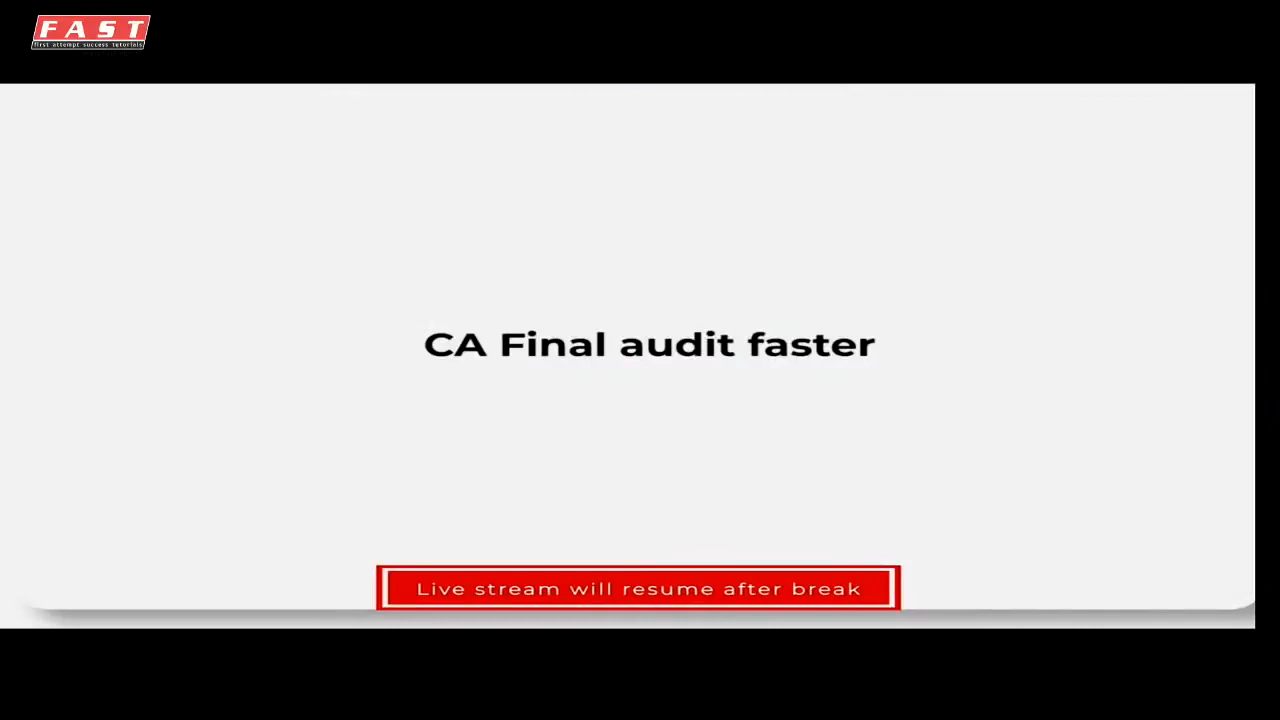 FAST
first attempt success tutorials
CA Final audit faster
Live stream will resume after break